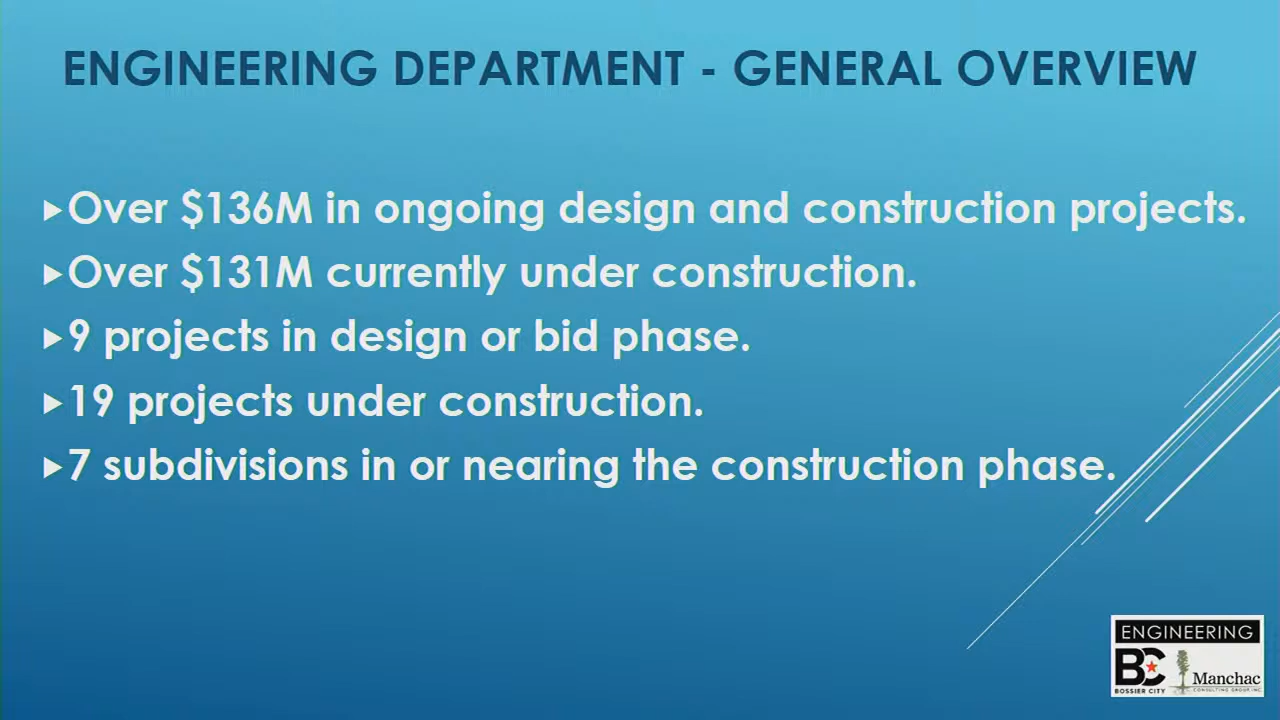 ENGINEERING DEPARTMENT - GENERAL OVERVIEW
Over $136M in ongoing design and construction projects.
Over $131M currently under construction.
9 projects in design or bid phase.
19 projects under construction.
7 subdivisions in or nearing the construction phase.
ENGINEERING
BC
BOSSIER CITY
Manchac
CONSULTING GROUP, INC